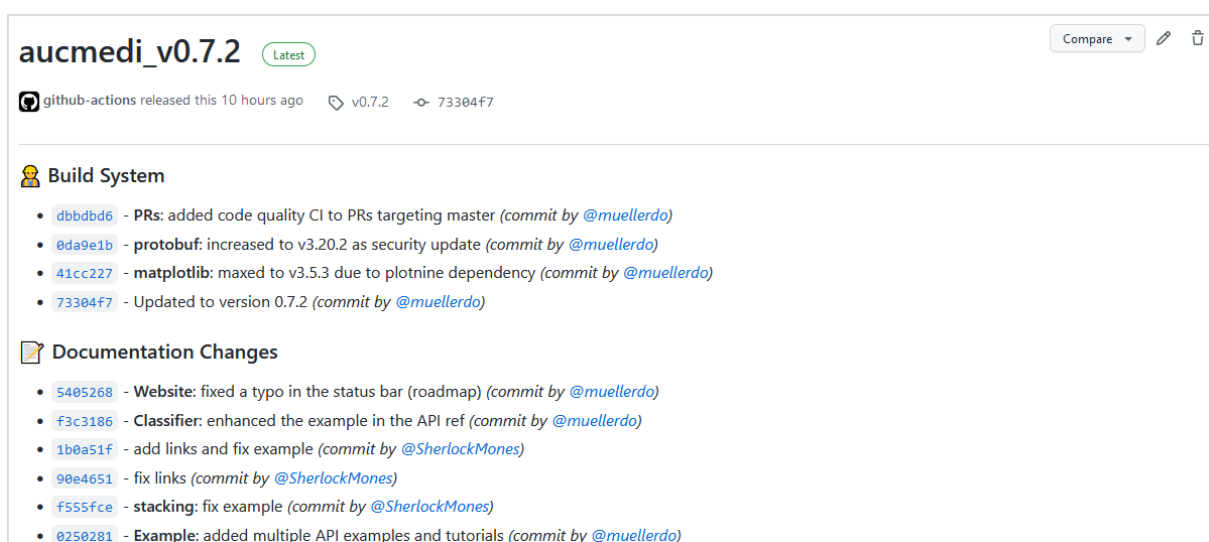 aucmedi_v0.7.2 Latest Compare
github-actions released this 10 hours ago v0.7.2 73304f7
Build System
dbbdbd6 - PRs: added code quality CI to PRs targeting master (commit by @muellerdo)
0da9e1b - protobuf: increased to v3.20.2 as security update (commit by @muellerdo)
41cc227 - matplotlib: maxed to v3.5.3 due to plotnine dependency (commit by @muellerdo)
73304f7 - Updated to version 0.7.2 (commit by @muellerdo)
Documentation Changes
5405268 - Website: fixed a typo in the status bar (roadmap) (commit by @muellerdo)
f3c3186 - Classifier: enhanced the example in the API ref (commit by @muellerdo)
1b0a51f - add links and fix example (commit by @SherlockMones)
90e4651 - fix links (commit by @SherlockMones)
f555fce - stacking: fix example (commit by @SherlockMones)
0250281 - Example: added multiple API examples and tutorials (commit by @muellerdo)